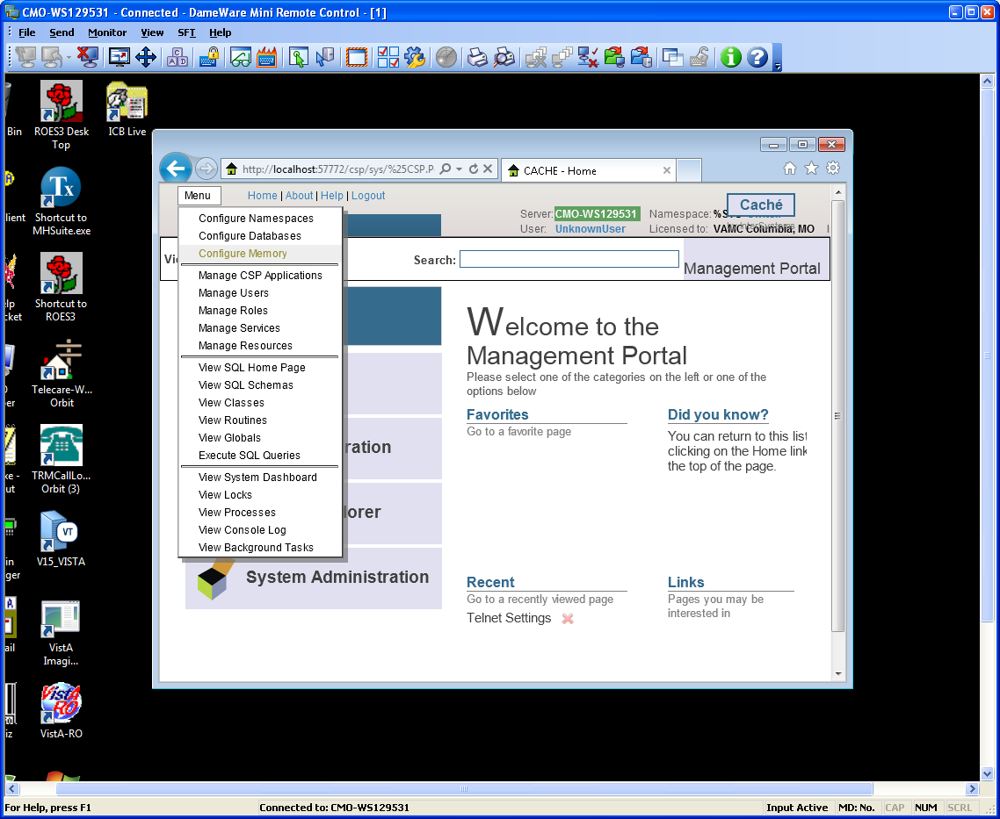 CMO-WS129531 - Connected - DameWare Mini Remote Control - [1]
File Send Monitor View SFT Help
Bin
ROES3 Desk
Top
ICB Live
lient
Shortcut to
MHSuite.exe
elp
cket
Shortcut to
ROES3
er
Telecare-W...
Orbit
xe -
ut
TRMCallLo...
Orbit (3)
in
ger
VT
V15_VISTA
ail
VistA
Imagi...
iz
VistA-RO
http://localhost:57772/csp/sys/%25CSP.P
CACHE - Home
Menu
Home | About | Help | Logout
Server: CMO-WS129531 Namespace: %SYS
User: UnknownUser Licensed to: VAMC Columbia, MO
Caché
by InterSystems
Configure Namespaces
Configure Databases
Configure Memory
Manage CSP Applications
Manage Users
Manage Roles
Manage Services
Manage Resources
View SQL Home Page
View SQL Schemas
View Classes
View Routines
View Globals
Execute SQL Queries
View System Dashboard
View Locks
View Processes
View Console Log
View Background Tasks
Vi
Search:
Management Portal
ration
lorer
System Administration
Welcome to the
Management Portal
Please select one of the categories on the left or one of the
options below
Favorites
Go to a favorite page
Did you know?
You can return to this list
clicking on the Home link
the top of the page.
Recent
Go to a recently viewed page
Telnet Settings
Links
Pages you may be
interested in
For Help, press F1
Connected to: CMO-WS129531
Input Active MD: No. CAP NUM SCRL